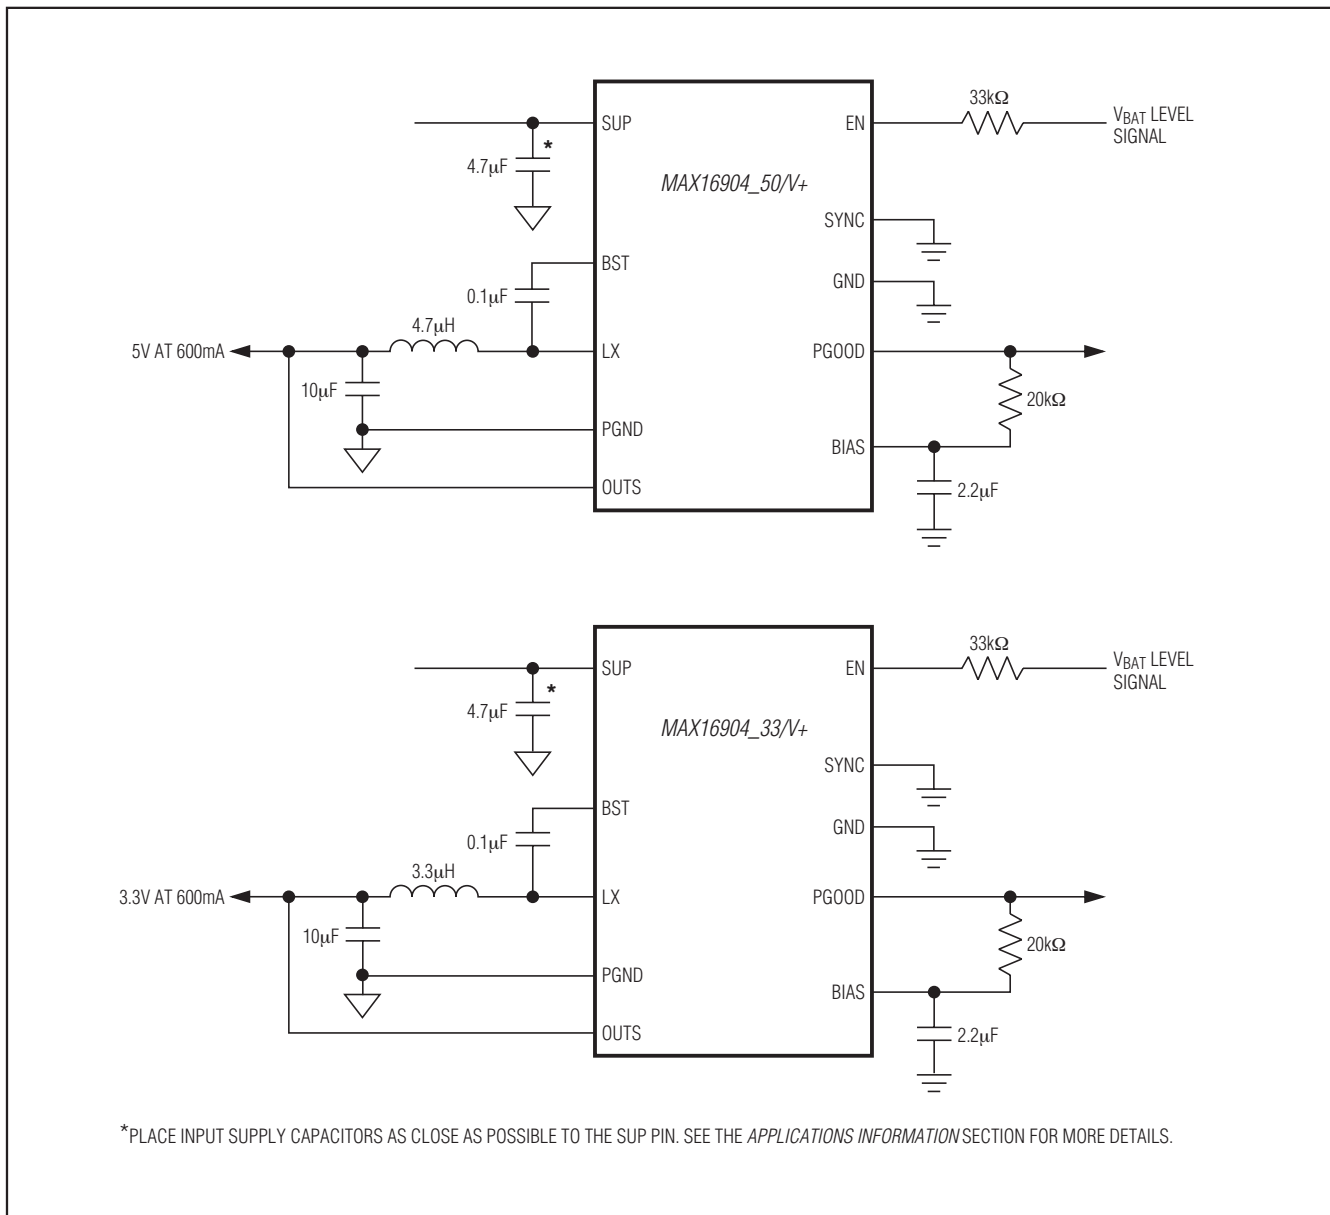 SUP
*
4.7μF
MAX16904_50/V+
EN
33kΩ
VBAT LEVEL
SIGNAL
SYNC
BST
GND
0.1μF
4.7μH
5V AT 600mA
LX
PGOOD
10μF
20kΩ
PGND
BIAS
OUTS
2.2μF
SUP
*
4.7μF
MAX16904_33/V+
EN
33kΩ
VBAT LEVEL
SIGNAL
SYNC
BST
GND
0.1μF
3.3μH
3.3V AT 600mA
LX
PGOOD
10μF
20kΩ
PGND
BIAS
OUTS
2.2μF
*PLACE INPUT SUPPLY CAPACITORS AS CLOSE AS POSSIBLE TO THE SUP PIN. SEE THE APPLICATIONS INFORMATION SECTION FOR MORE DETAILS.